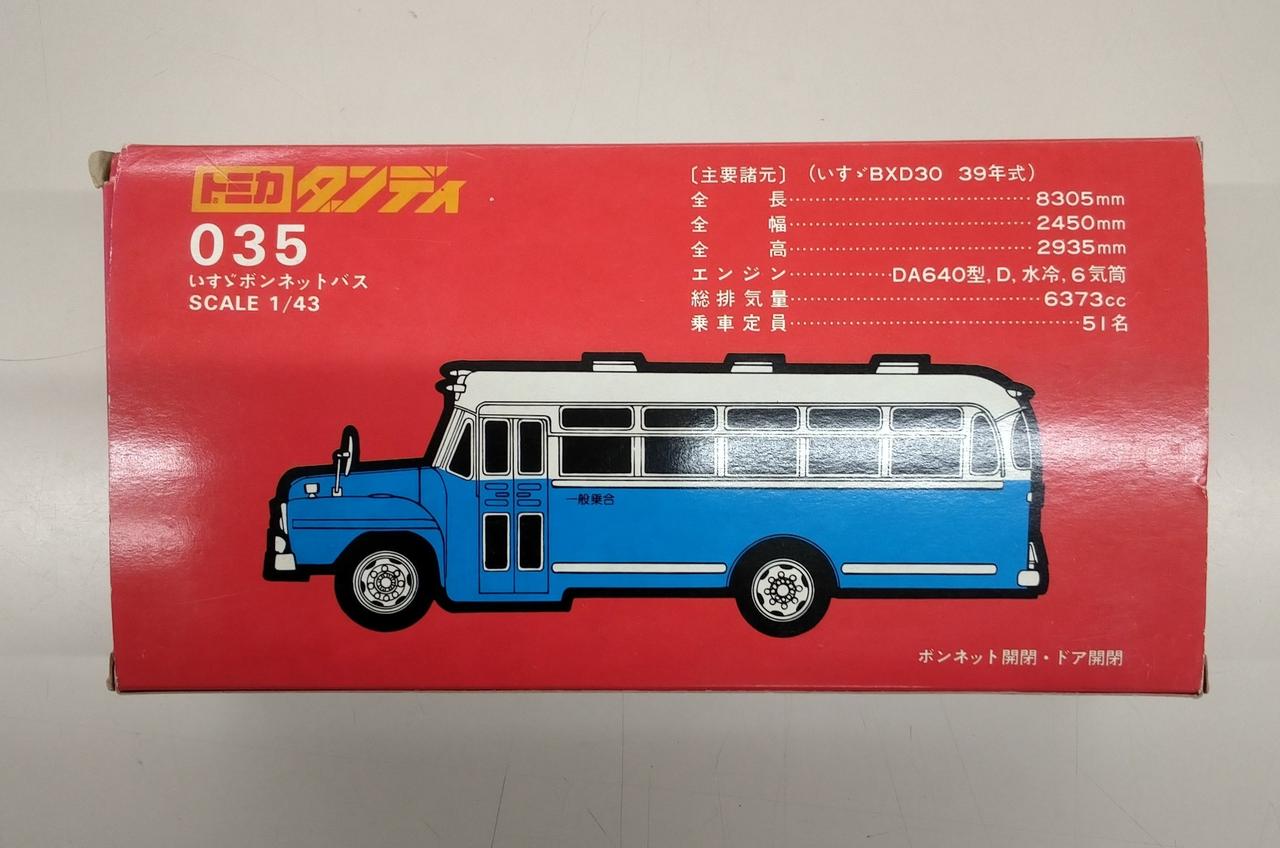 トミカ ダンディ
035
いすゞボンネットバス
SCALE 1/43
〔主要諸元〕(いすゞBXD30 39年式)
全長‥‥‥‥‥‥‥‥‥‥‥‥8305mm
全幅‥‥‥‥‥‥‥‥‥‥‥‥2450mm
全高‥‥‥‥‥‥‥‥‥‥‥‥2935mm
エンジン‥‥‥‥‥DA640型, D, 水冷, 6気筒
総排気量‥‥‥‥‥‥‥‥‥‥‥‥6373cc
乗車定員‥‥‥‥‥‥‥‥‥‥‥‥‥‥51名
一般乗合
ボンネット開閉・ドア開閉